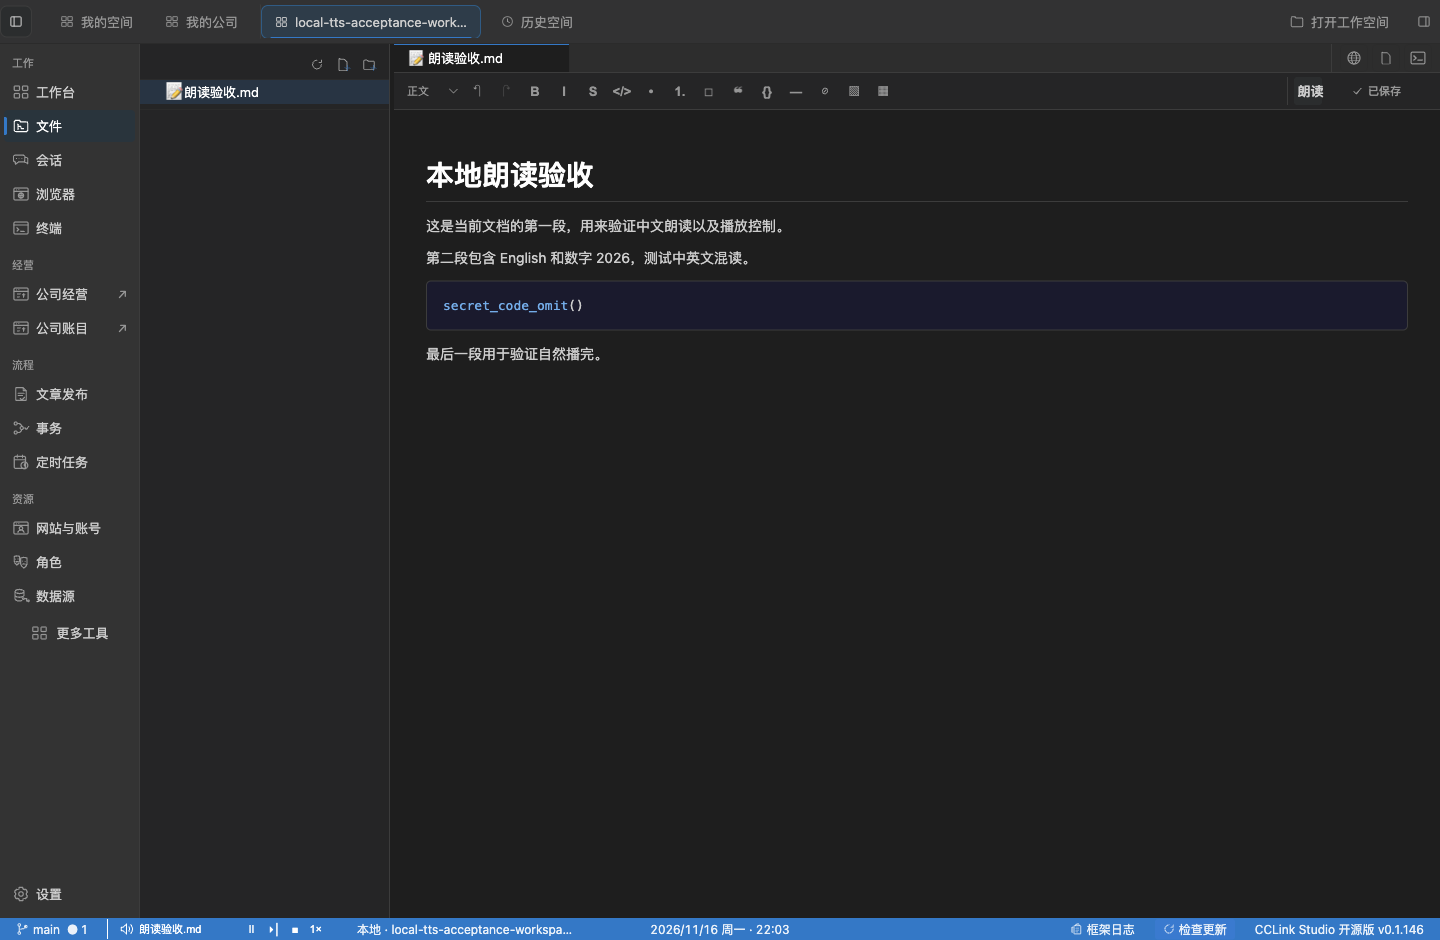 我的空间
我的公司
local-tts-acceptance-work...
历史空间
打开工作空间
工作
工作台
文件
会话
浏览器
终端
经营
公司经营
公司账目
流程
文章发布
事务
定时任务
资源
网站与账号
角色
数据源
更多工具
设置
朗读验收.md
朗读验收.md
正文
B I S </> • 1. {} —
朗读
已保存
本地朗读验收
这是当前文档的第一段，用来验证中文朗读以及播放控制。
第二段包含 English 和数字 2026，测试中英文混读。
secret_code_omit()
最后一段用于验证自然播完。
main 1
朗读验收.md
1×
本地 · local-tts-acceptance-workspa...
2026/11/16 周一 · 22:03
框架日志
检查更新
CCLink Studio 开源版 v0.1.146